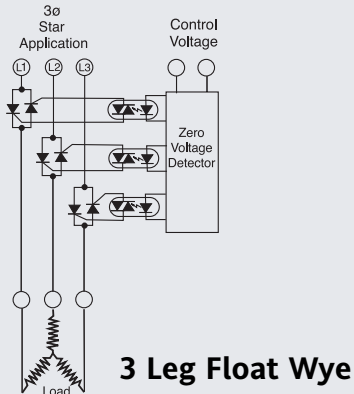 3ø
Star
Application
Control
Voltage
L1 L2 L3
Zero
Voltage
Detector
3 Leg Float Wye
Load